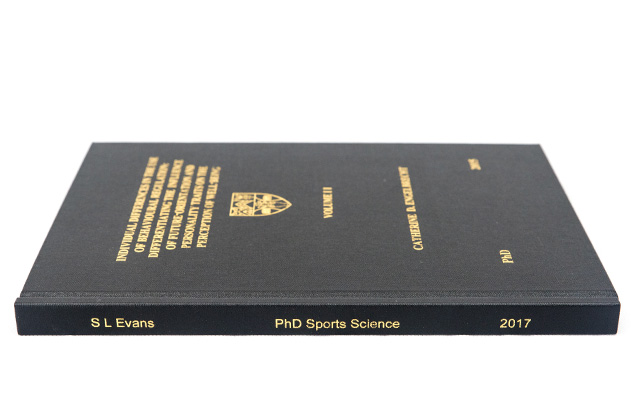 INDIVIDUAL DIFFERENCES IN THE USE
OF BEHAVIOURAL REGULATION:
DIFFERENTIATING THE INFLUENCE
OF FUTURE-ORIENTATION AND
PERSONALITY TRAITS ON THE
PERCEPTION OF WELL-BEING
VOLUME II
CATHERINE D.
PhD
S L Evans PhD Sports Science 2017